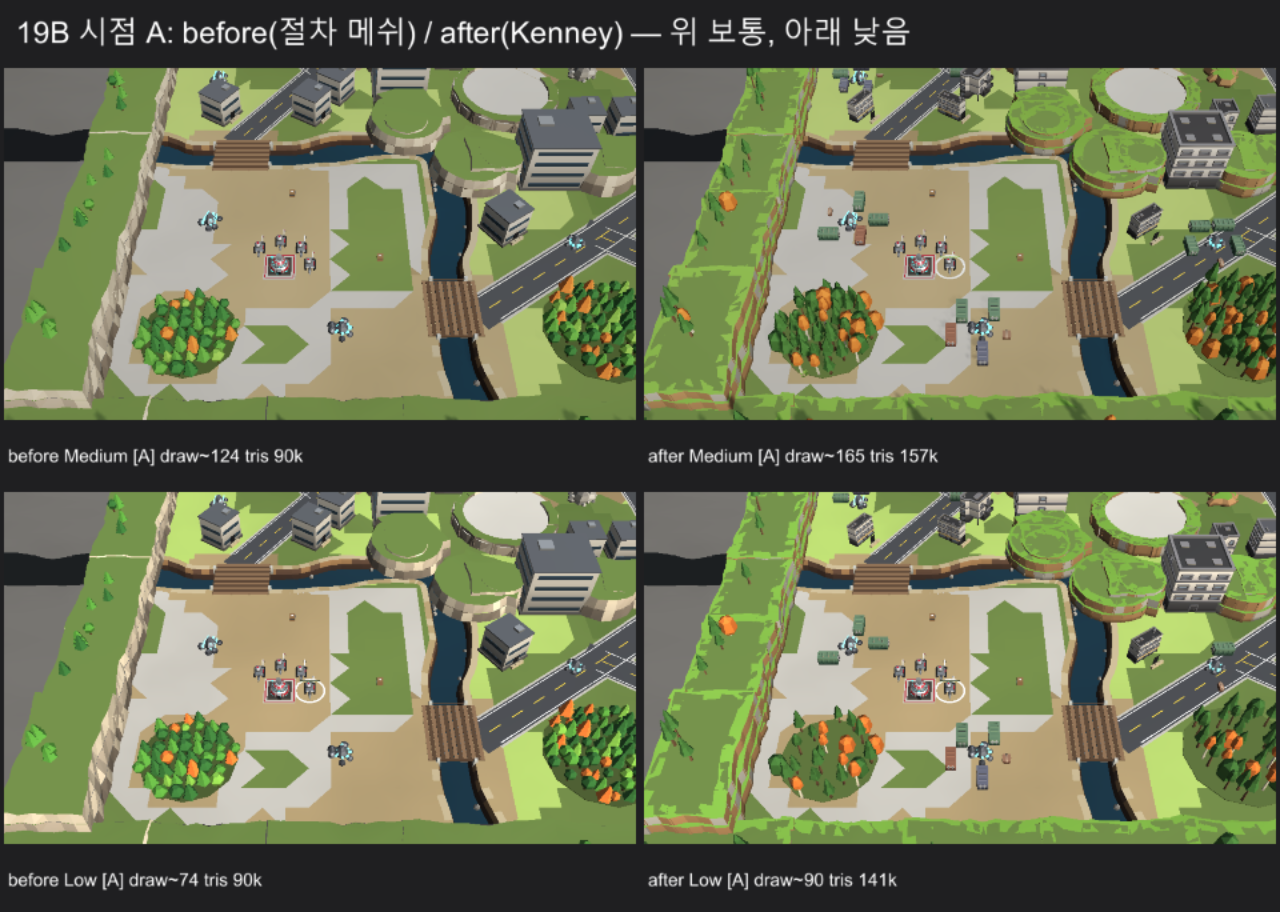 19B 시점 A: before(절차 메쉬) / after(Kenney) — 위 보통, 아래 낮음
before Medium [A] draw~124 tris 90k
after Medium [A] draw~165 tris 157k
before Low [A] draw~74 tris 90k
after Low [A] draw~90 tris 141k